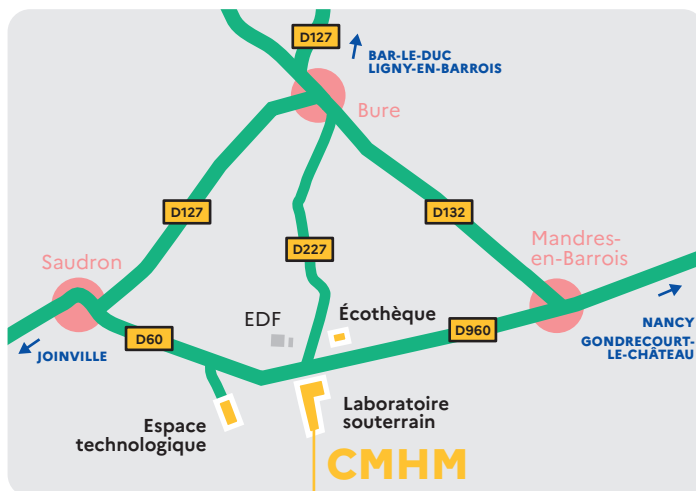 D127
BAR-LE-DUC
LIGNY-EN-BARROIS
Bure
D127
D132
Mandres-
en-Barrois
Saudron
D227
EDF
Écothèque
D960
D60
JOINVILLE
NANCY
GONDRECOURT-
LE-CHÂTEAU
Espace
technologique
Laboratoire
souterrain
CMHM